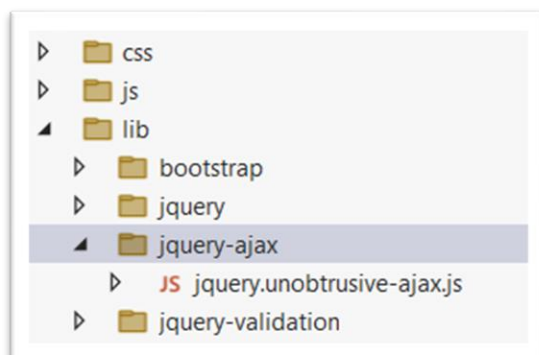 css
js
lib
bootstrap
jquery
jquery-ajax
JS jquery.unobtrusive-ajax.js
jquery-validation